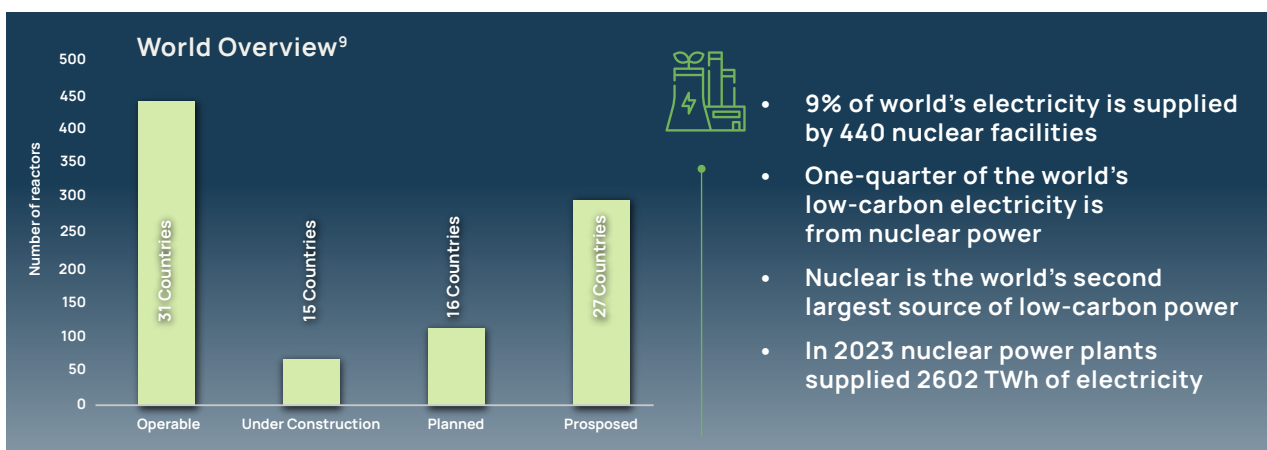 World Overview⁹
Number of reactors
500
450
400
350
300
250
200
150
100
50
0
31 Countries
15 Countries
16 Countries
27 Countries
Operable
Under Construction
Planned
Prosposed
• 9% of world's electricity is supplied
by 440 nuclear facilities
• One-quarter of the world's
low-carbon electricity is
from nuclear power
• Nuclear is the world's second
largest source of low-carbon power
• In 2023 nuclear power plants
supplied 2602 TWh of electricity